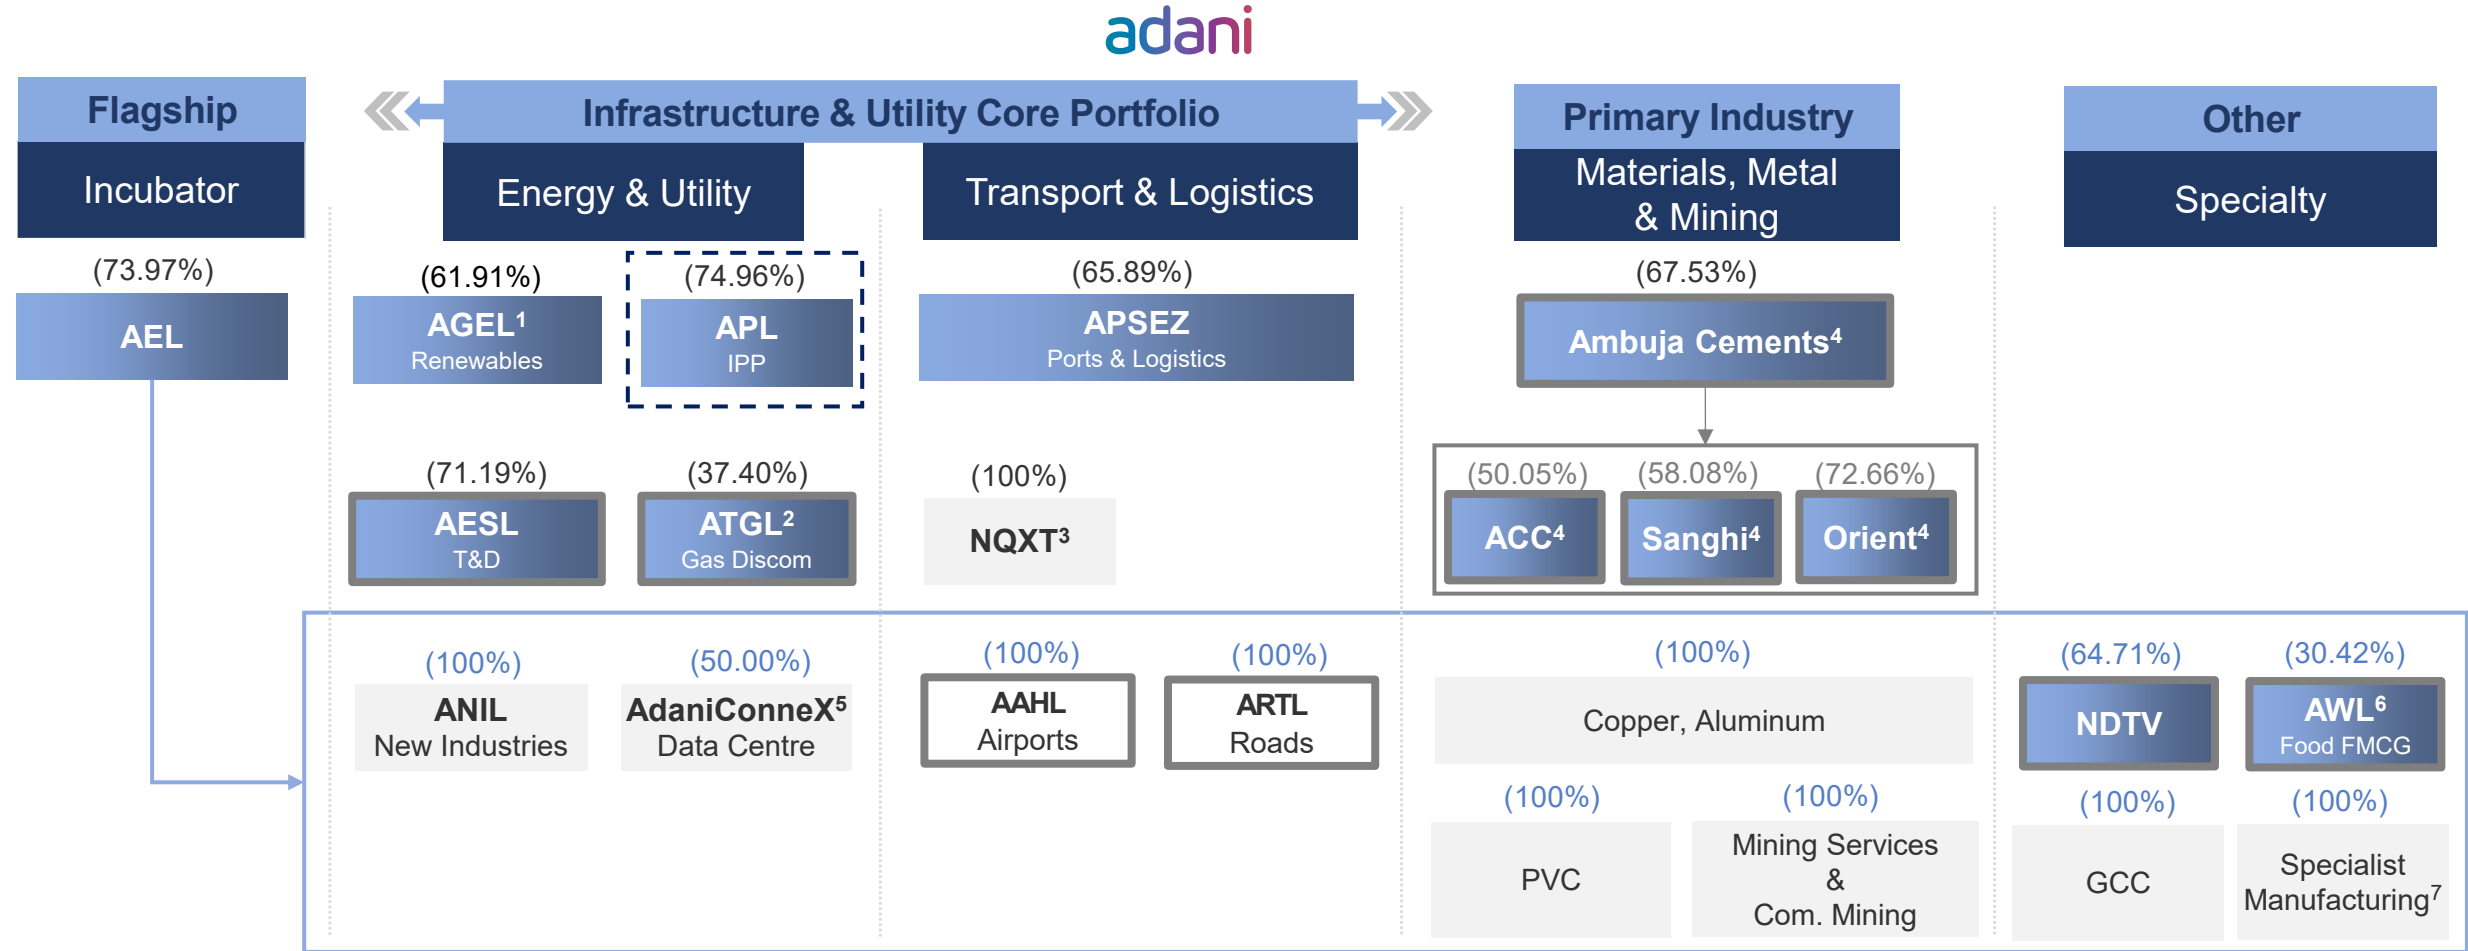 adani
Flagship
Incubator
(73.97%)
AEL
Infrastructure & Utility Core Portfolio
Energy & Utility
(61.91%)
AGEL¹
Renewables
(74.96%)
APL
IPP
(71.19%)
AESL
T&D
(37.40%)
ATGL²
Gas Discom
Transport & Logistics
(65.89%)
APSEZ
Ports & Logistics
(100%)
NQXT³
Primary Industry
Materials, Metal
& Mining
(67.53%)
Ambuja Cements⁴
(50.05%)
ACC⁴
(58.08%)
Sanghi⁴
(72.66%)
Orient⁴
Other
Specialty
(100%)
ANIL
New Industries
(50.00%)
AdaniConneX⁵
Data Centre
(100%)
AAHL
Airports
(100%)
ARTL
Roads
(100%)
Copper, Aluminum
(100%)
PVC
(100%)
Mining Services
&
Com. Mining
(64.71%)
NDTV
(30.42%)
AWL⁶
Food FMCG
(100%)
GCC
(100%)
Specialist
Manufacturing⁷